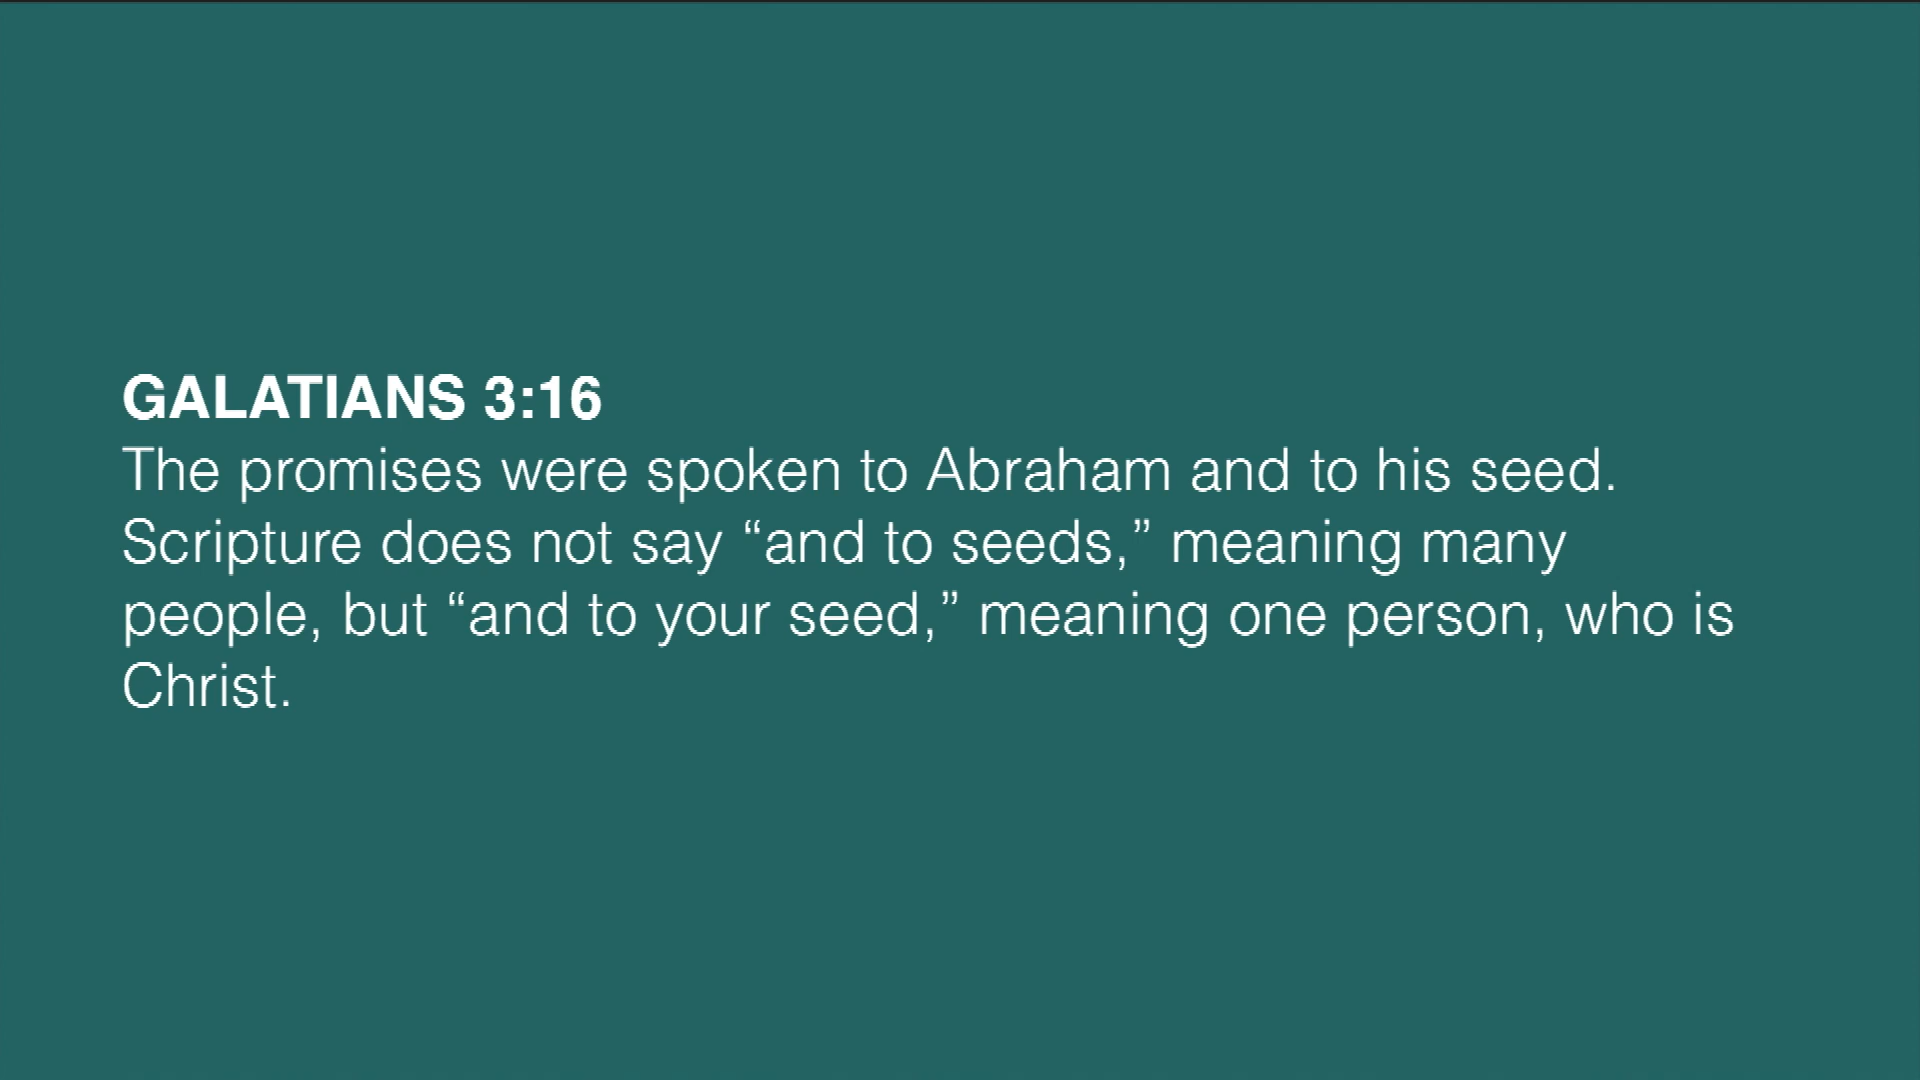 GALATIANS 3:16
The promises were spoken to Abraham and to his seed.
Scripture does not say “and to seeds,” meaning many
people, but “and to your seed,” meaning one person, who is
Christ.